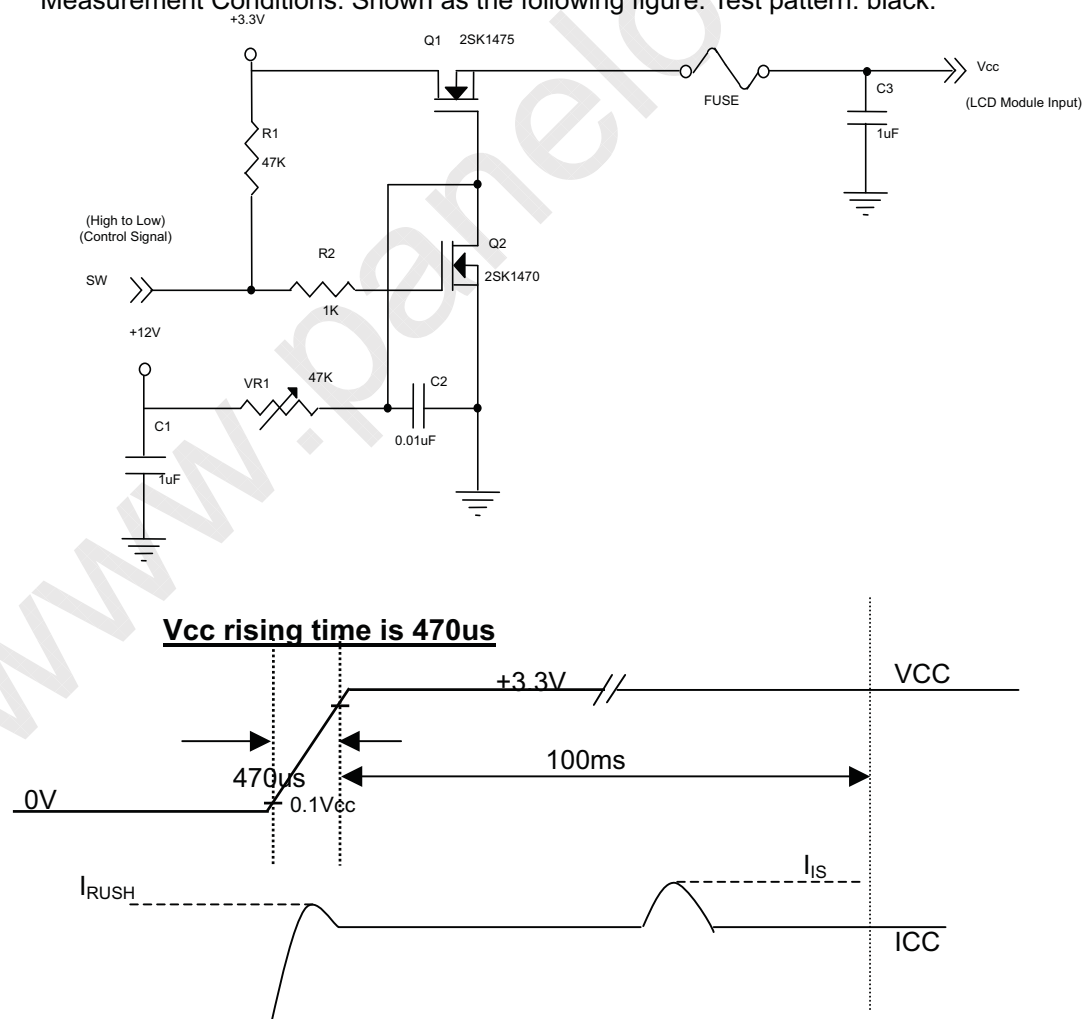 Measurement Conditions: Shown as the following figure. Test pattern: black.
+3.3V
Q1 2SK1475
Vcc
FUSE
C3
(LCD Module Input)
1uF
R1
47K
(High to Low)
(Control Signal)
SW
R2
1K
Q2
2SK1470
+12V
VR1
47K
C2
0.01uF
C1
1uF
Vcc rising time is 470us
+3.3V
VCC
100ms
470us
0.1Vcc
0V
IRUSH
IIS
ICC
www.panelo